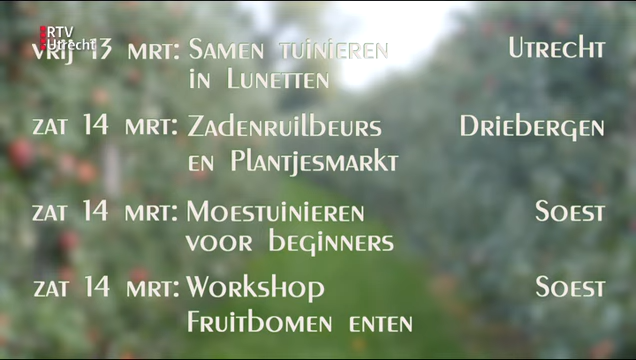 RTV
Utrecht
vrij 13 mrt: Samen tuinieren Utrecht
in Lunetten
zat 14 mrt: Zadenruilbeurs Driebergen
en Plantjesmarkt
zat 14 mrt: Moestuinieren Soest
voor beginners
zat 14 mrt: Workshop Soest
Fruitbomen enten